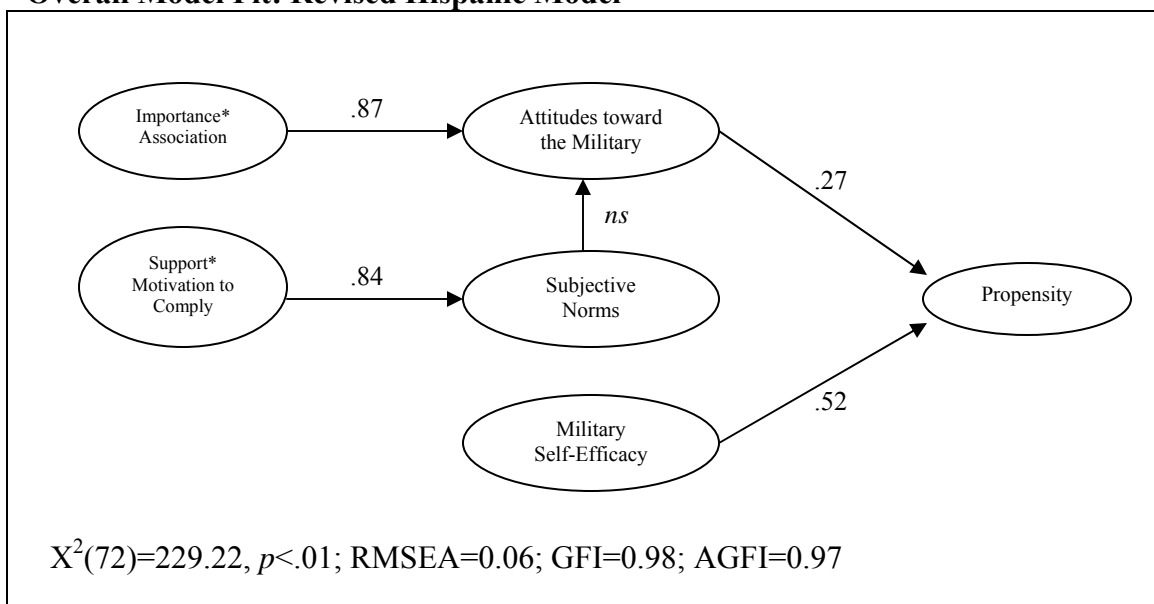 Overall Model Fit: Revised Hispanic Model
Importance*
Association
.87
Attitudes toward
the Military
.27
ns
Support*
Motivation to
Comply
.84
Subjective
Norms
Propensity
.52
Military
Self-Efficacy
X²(72)=229.22, p<.01; RMSEA=0.06; GFI=0.98; AGFI=0.97